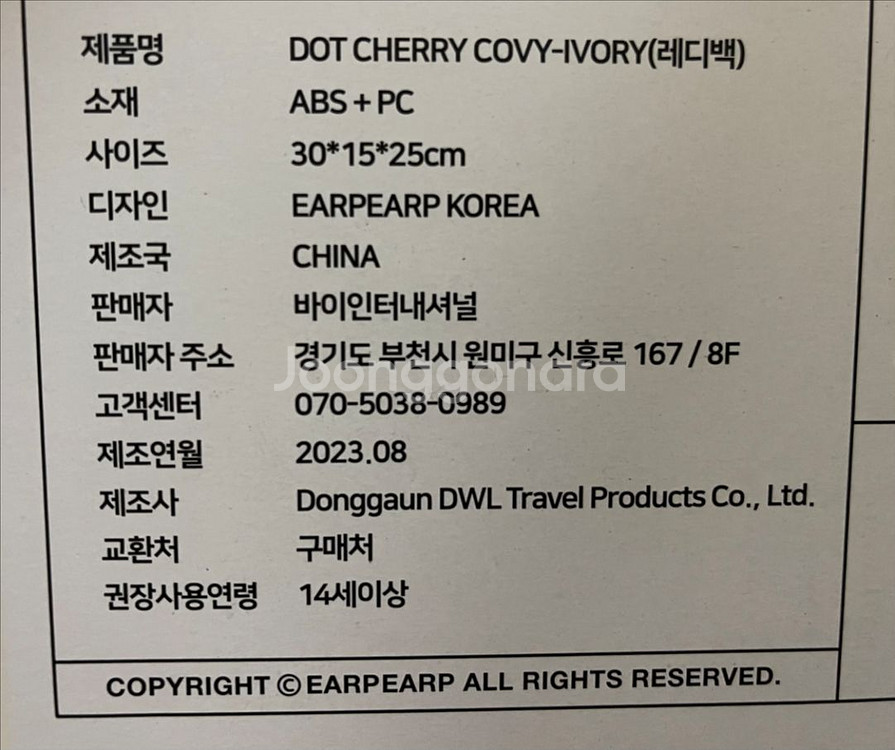 제품명 DOT CHERRY COVY-IVORY(레디백)
소재 ABS + PC
사이즈 30*15*25cm
디자인 EARPEARP KOREA
제조국 CHINA
판매자 바이인터내셔널
판매자 주소 경기도 부천시 원미구 신흥로 167 / 8F
Joonggonara
고객센터 070-5038-0989
제조연월 2023.08
제조사 Donggaun DWL Travel Products Co., Ltd.
교환처 구매처
권장사용연령 14세이상
COPYRIGHT © EARPEARP ALL RIGHTS RESERVED.